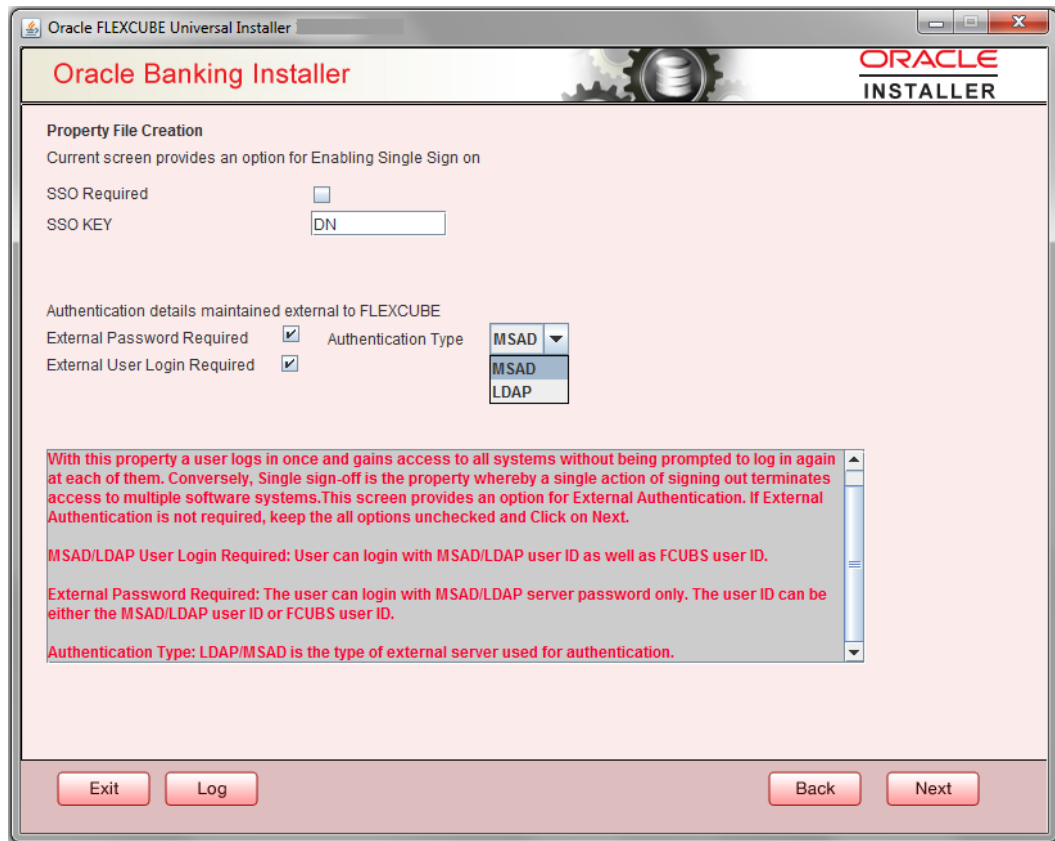 Oracle FLEXCUBE Universal Installer
Oracle Banking Installer
ORACLE
INSTALLER
Property File Creation
Current screen provides an option for Enabling Single Sign on
SSO Required
SSO KEY DN
Authentication details maintained external to FLEXCUBE
External Password Required Authentication Type MSAD
External User Login Required
MSAD
LDAP
With this property a user logs in once and gains access to all systems without being prompted to log in again
at each of them. Conversely, Single sign-off is the property whereby a single action of signing out terminates
access to multiple software systems.This screen provides an option for External Authentication. If External
Authentication is not required, keep the all options unchecked and Click on Next.
MSAD/LDAP User Login Required: User can login with MSAD/LDAP user ID as well as FCUBS user ID.
External Password Required: The user can login with MSAD/LDAP server password only. The user ID can be
either the MSAD/LDAP user ID or FCUBS user ID.
Authentication Type: LDAP/MSAD is the type of external server used for authentication.
Exit Log Back Next